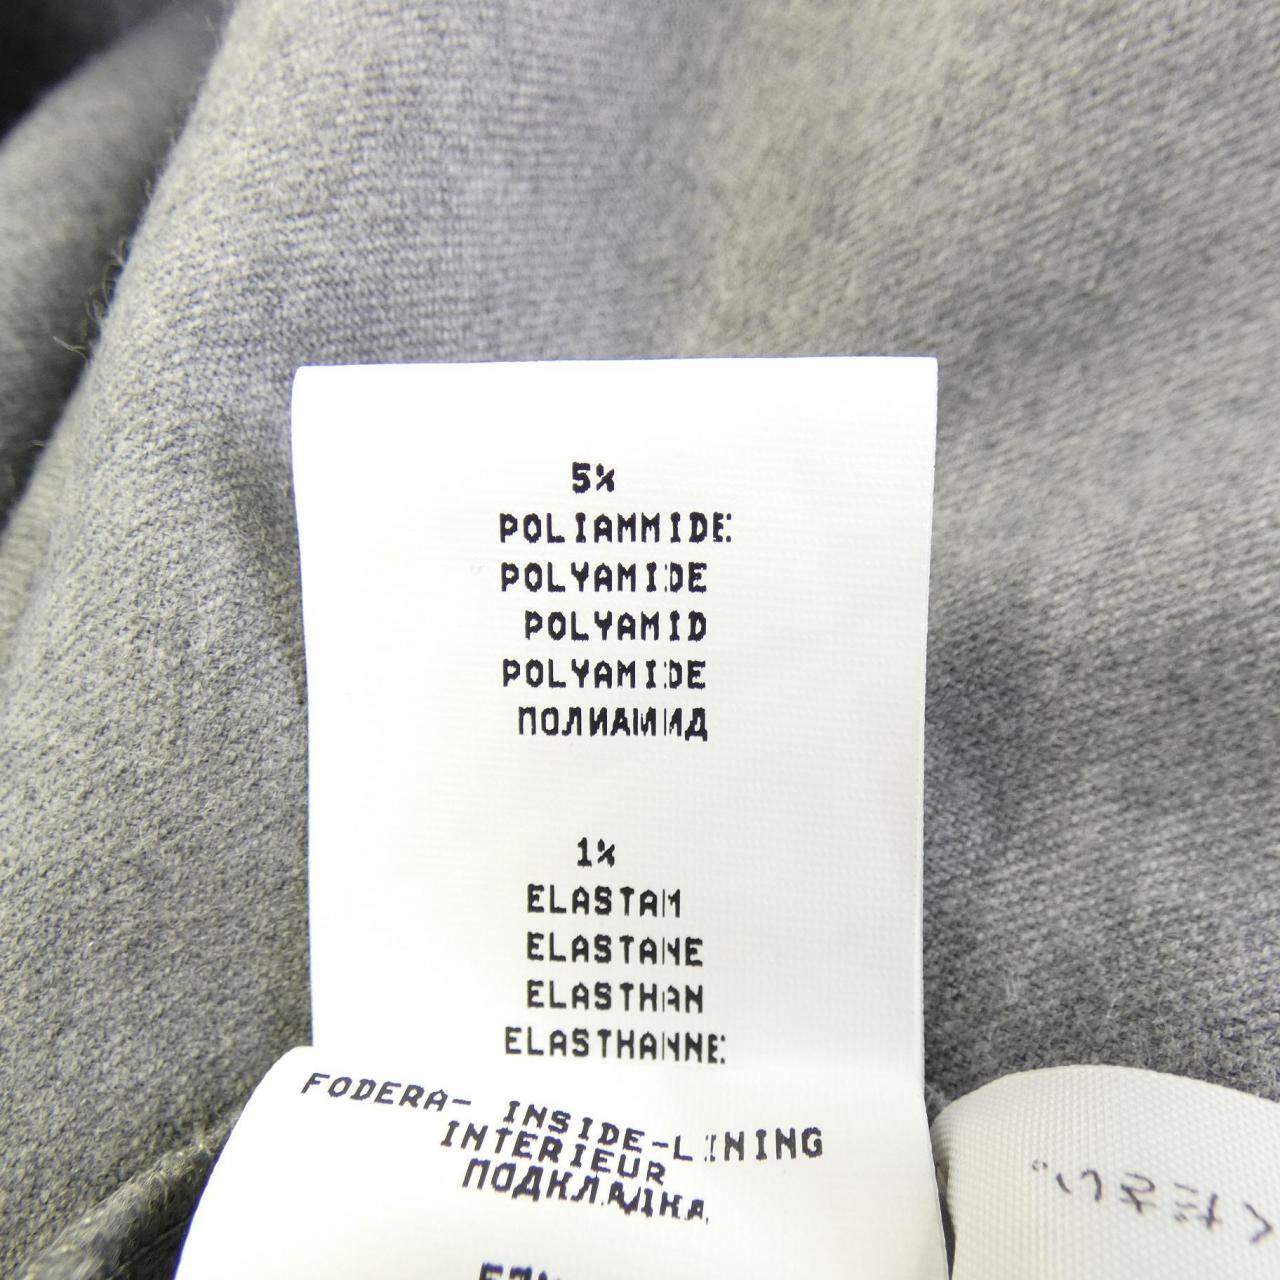 5%
POLIAMMIDE
POLYAMIDE
POLYAMID
POLYAMIDE
ПОЛИАМИД
1%
ELASTAM
ELASTANE
ELASTHAN
ELASTHANNE
FODERA- INSIDE-LINING
INTERIEUR
ПОДКЛАДКА